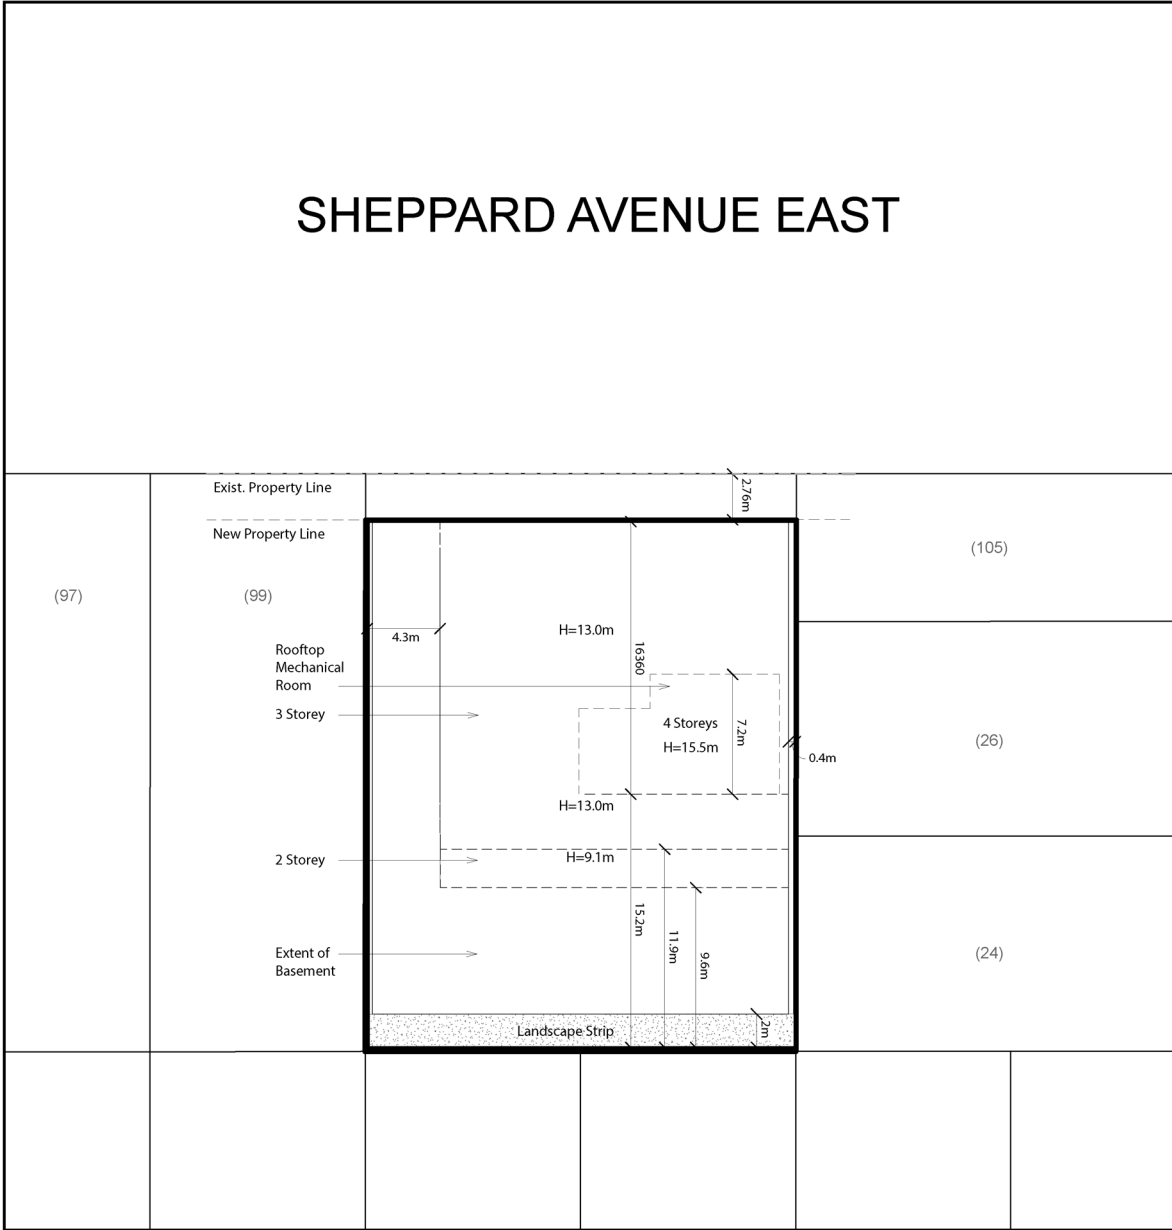 SHEPPARD AVENUE EAST
Exist. Property Line
2.76m
New Property Line
(105)
(97)
(99)
H=13.0m
4.3m
Rooftop
Mechanical
Room
16360
3 Storey
4 Storeys
7.2m
H=15.5m
(26)
0.4m
H=13.0m
2 Storey
H=9.1m
15.2m
11.9m
9.6m
Extent of
Basement
(24)
Landscape Strip
2m